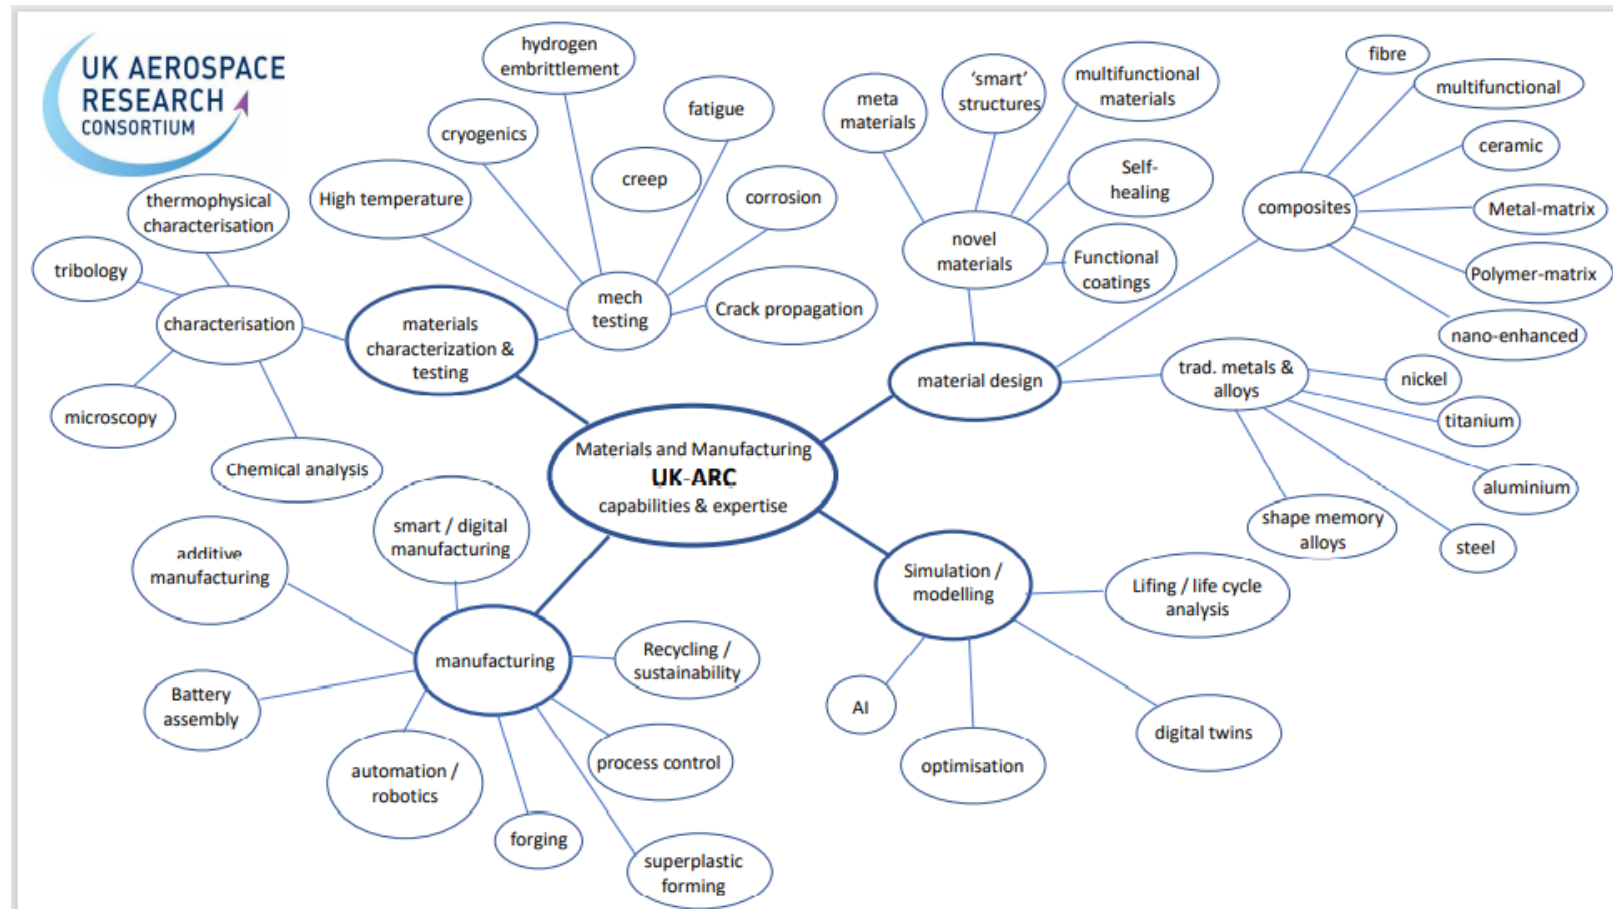 UK AEROSPACE
RESEARCH
CONSORTIUM
hydrogen
embrittlement
cryogenics
High temperature
creep
fatigue
corrosion
Crack propagation
mech
testing
thermophysical
characterisation
tribology
characterisation
microscopy
Chemical analysis
materials
characterization &
testing
meta
materials
‘smart’
structures
multifunctional
materials
Self-
healing
Functional
coatings
novel
materials
fibre
multifunctional
ceramic
Metal-matrix
Polymer-matrix
nano-enhanced
composites
material design
trad. metals &
alloys
nickel
titanium
aluminium
steel
shape memory
alloys
Materials and Manufacturing
UK-ARC
capabilities & expertise
smart / digital
manufacturing
additive
manufacturing
manufacturing
Recycling /
sustainability
Battery
assembly
automation /
robotics
process control
forging
superplastic
forming
Simulation /
modelling
Lifing / life cycle
analysis
AI
optimisation
digital twins